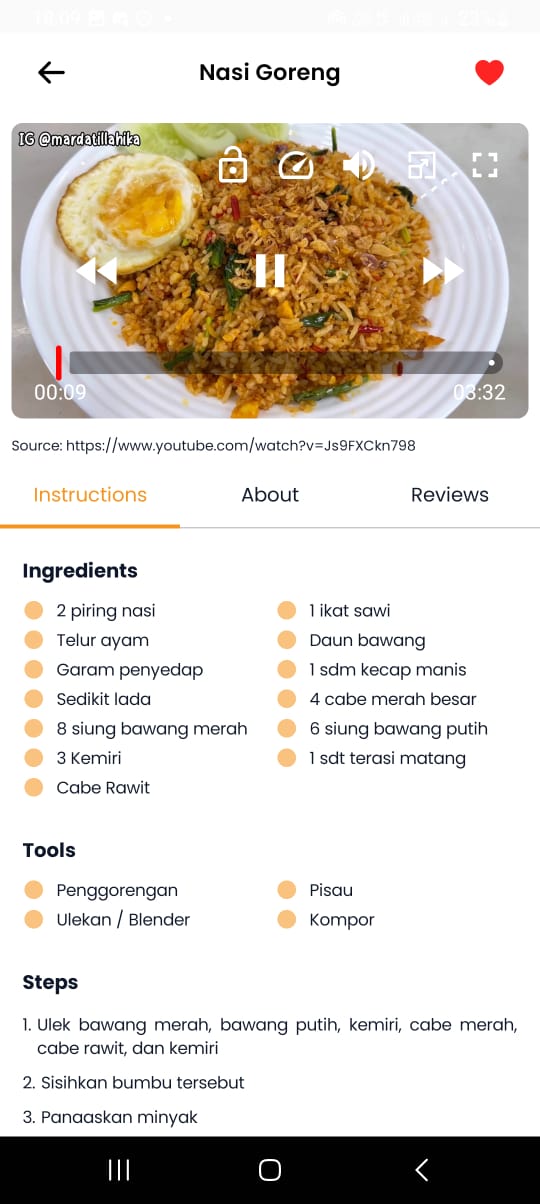 18:09
23%
Nasi Goreng
IG @mardatillahika
00:09
03:32
Source: https://www.youtube.com/watch?v=Js9FXCkn798
Instructions
About
Reviews
Ingredients
2 piring nasi
1 ikat sawi
Telur ayam
Daun bawang
Garam penyedap
1 sdm kecap manis
Sedikit lada
4 cabe merah besar
8 siung bawang merah
6 siung bawang putih
3 Kemiri
1 sdt terasi matang
Cabe Rawit
Tools
Penggorengan
Pisau
Ulekan / Blender
Kompor
Steps
1. Ulek bawang merah, bawang putih, kemiri, cabe merah,
cabe rawit, dan kemiri
2. Sisihkan bumbu tersebut
3. Panaaskan minyak